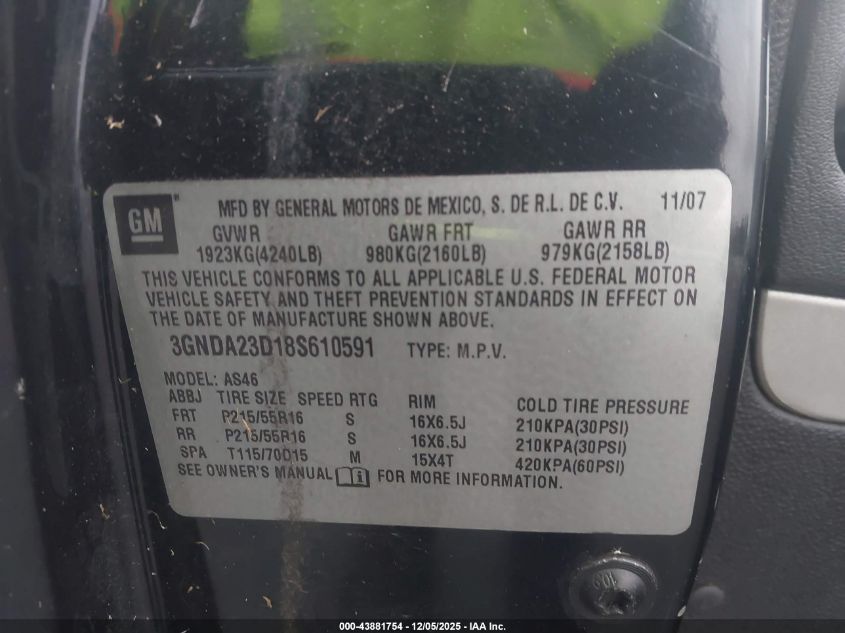 GM
MFD BY GENERAL MOTORS DE MEXICO, S. DE R.L. DE C.V. 11/07
GVWR GAWR FRT GAWR RR
1923KG(4240LB) 980KG(2160LB) 979KG(2158LB)
THIS VEHICLE CONFORMS TO ALL APPLICABLE U.S. FEDERAL MOTOR
VEHICLE SAFETY AND THEFT PREVENTION STANDARDS IN EFFECT ON
THE DATE OF MANUFACTURE SHOWN ABOVE.
3GNDA23D18S610591 TYPE: M.P.V.
MODEL: AS46
ABBJ TIRE SIZE SPEED RTG RIM COLD TIRE PRESSURE
FRT P215/55R16 S 16X6.5J 210KPA(30PSI)
RR P215/55R16 S 16X6.5J 210KPA(30PSI)
SPA T115/70D15 M 15X4T 420KPA(60PSI)
SEE OWNER'S MANUAL FOR MORE INFORMATION.
000-43881754 - 12/05/2025 - IAA Inc.